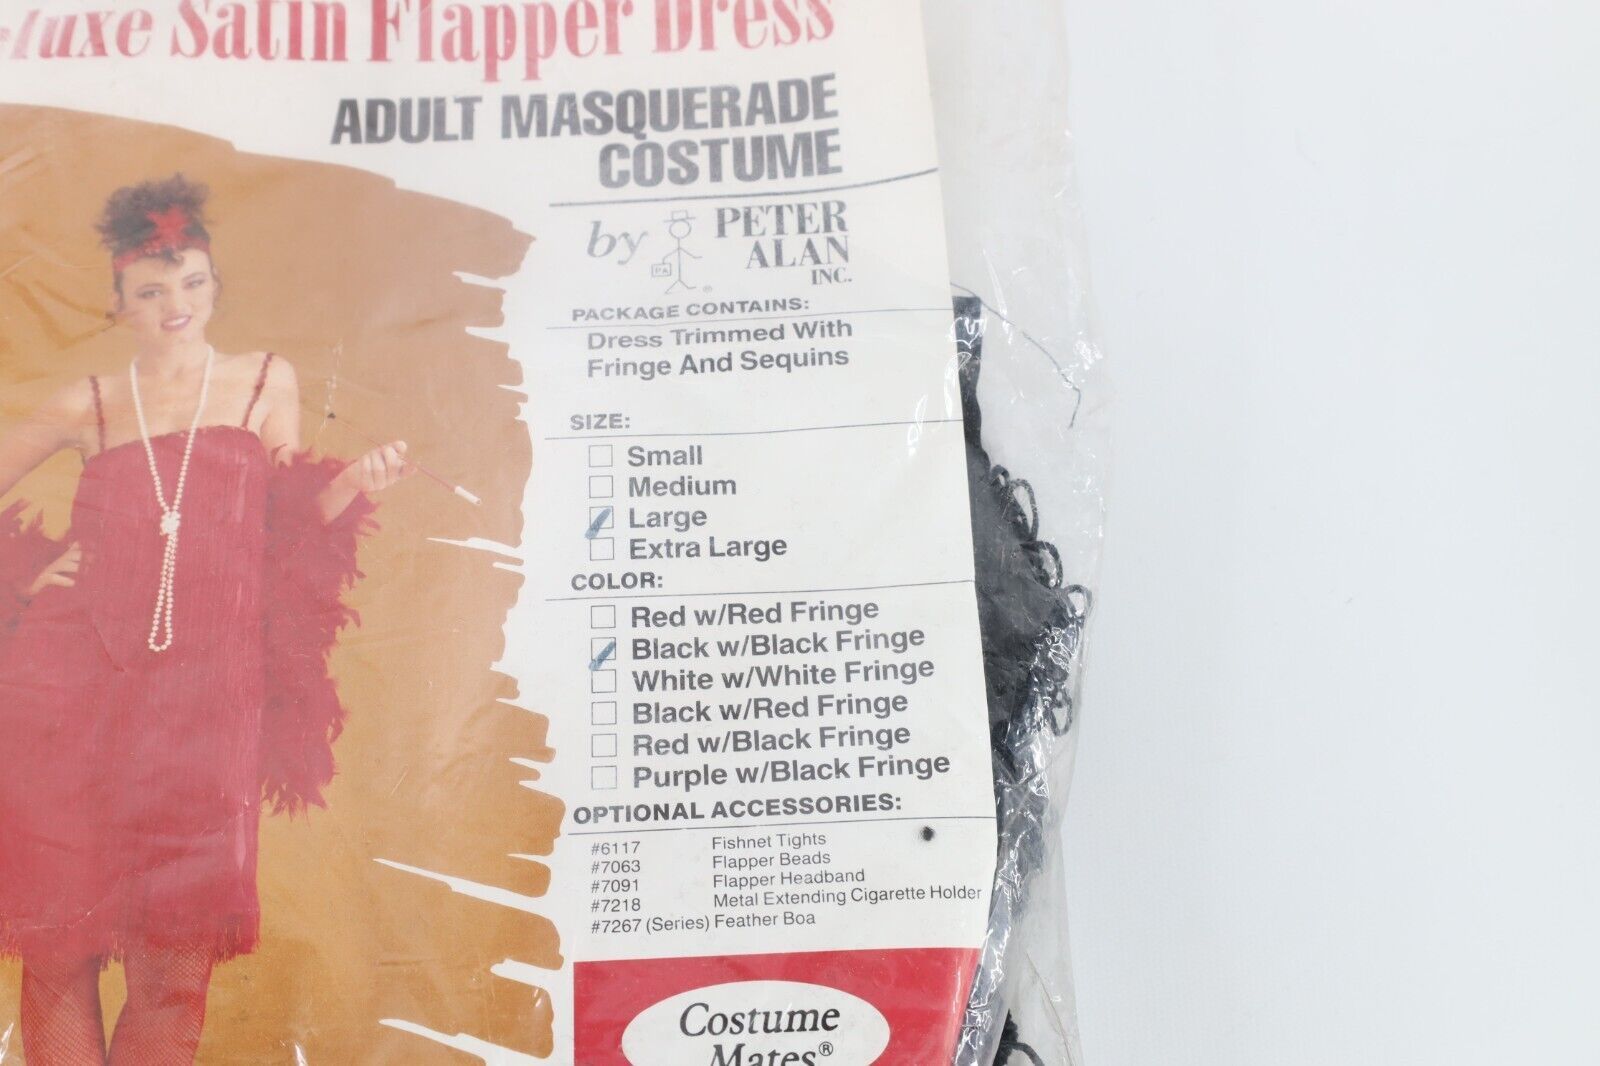 luxe Satin Flapper Dress
ADULT MASQUERADE
COSTUME
by PETER
ALAN
INC.
PA
®
PACKAGE CONTAINS:
Dress Trimmed With
Fringe And Sequins
SIZE:
Small
Medium
Large
Extra Large
COLOR:
Red w/Red Fringe
Black w/Black Fringe
White w/White Fringe
Black w/Red Fringe
Red w/Black Fringe
Purple w/Black Fringe
OPTIONAL ACCESSORIES:
#6117 Fishnet Tights
#7063 Flapper Beads
#7091 Flapper Headband
#7218 Metal Extending Cigarette Holder
#7267 (Series) Feather Boa
Costume
Mates®